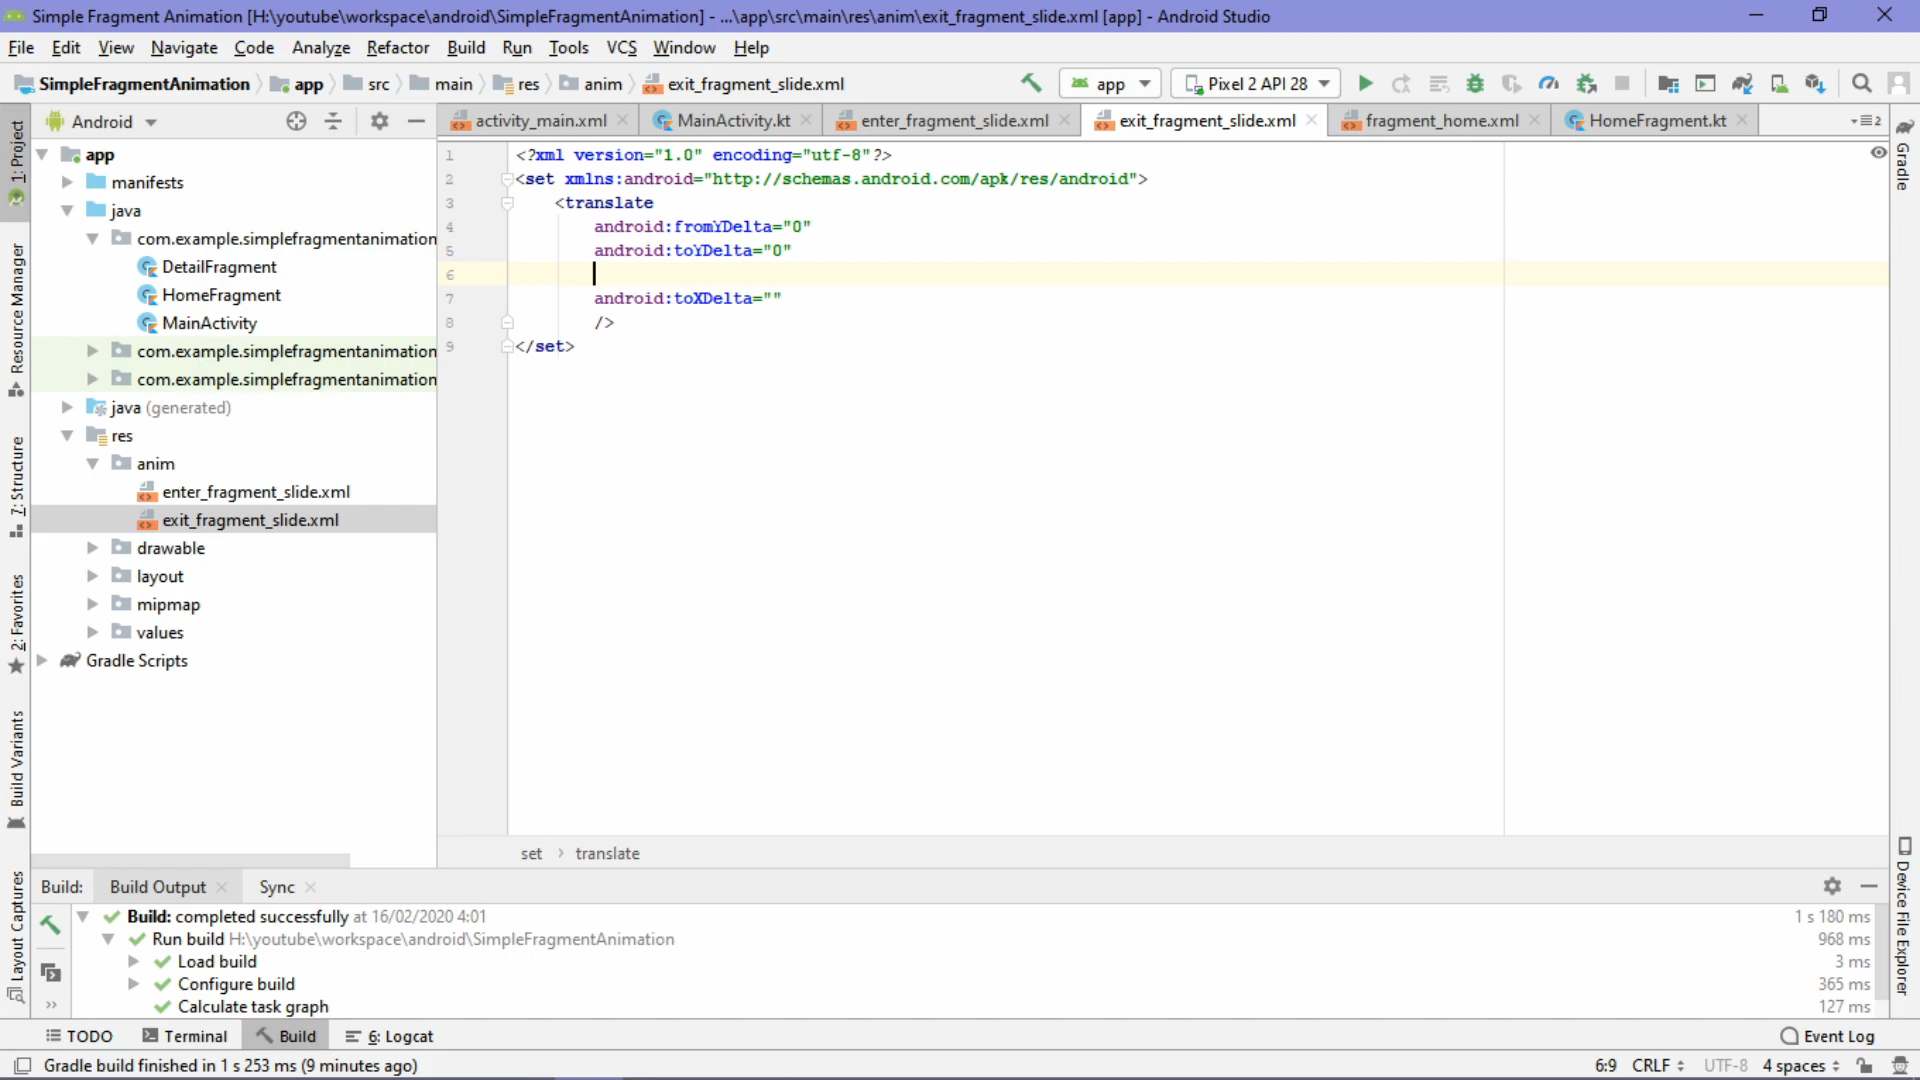 Simple Fragment Animation [H:\youtube\workspace\android\SimpleFragmentAnimation] - ...\app\src\main\res\anim\exit_fragment_slide.xml [app] - Android Studio
File Edit View Navigate Code Analyze Refactor Build Run Tools VCS Window Help
SimpleFragmentAnimation app src main res anim exit_fragment_slide.xml app Pixel 2 API 28
Android
activity_main.xml MainActivity.kt enter_fragment_slide.xml exit_fragment_slide.xml fragment_home.xml HomeFragment.kt 2
1: Project
Resource Manager
7: Structure
2: Favorites
Build Variants
Layout Captures
app
manifests
java
com.example.simplefragmentanimation
DetailFragment
HomeFragment
MainActivity
com.example.simplefragmentanimation
com.example.simplefragmentanimation
java (generated)
res
anim
enter_fragment_slide.xml
exit_fragment_slide.xml
drawable
layout
mipmap
values
Gradle Scripts
1 <?xml version="1.0" encoding="utf-8"?>
2 <set xmlns:android="http://schemas.android.com/apk/res/android">
3 <translate
4 android:fromYDelta="0"
5 android:toYDelta="0"
6
7 android:toXDelta=""
8 />
9 </set>
set translate
Gradle
Device File Explorer
Build: Build Output Sync
Build: completed successfully at 16/02/2020 4:01 1 s 180 ms
Run build H:\youtube\workspace\android\SimpleFragmentAnimation 968 ms
Load build 3 ms
Configure build 365 ms
Calculate task graph 127 ms
TODO Terminal Build 6: Logcat Event Log
Gradle build finished in 1 s 253 ms (9 minutes ago) 6:9 CRLF UTF-8 4 spaces